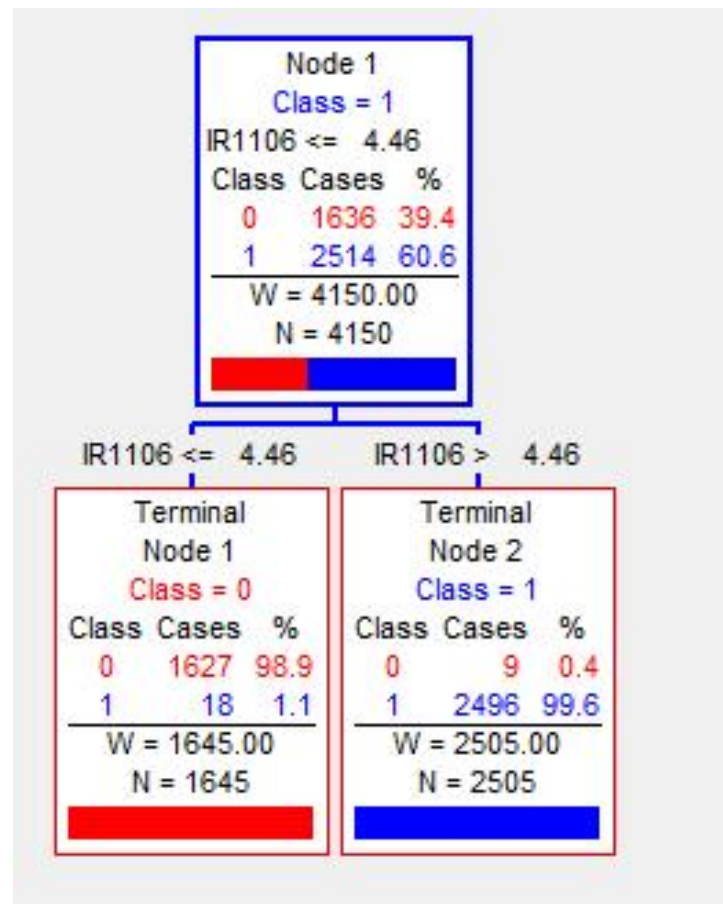 Node 1
Class = 1
IR1106 <= 4.46
Class Cases %
0 1636 39.4
1 2514 60.6
W = 4150.00
N = 4150
IR1106 <= 4.46
IR1106 > 4.46
Terminal
Node 1
Class = 0
Class Cases %
0 1627 98.9
1 18 1.1
W = 1645.00
N = 1645
Terminal
Node 2
Class = 1
Class Cases %
0 9 0.4
1 2496 99.6
W = 2505.00
N = 2505